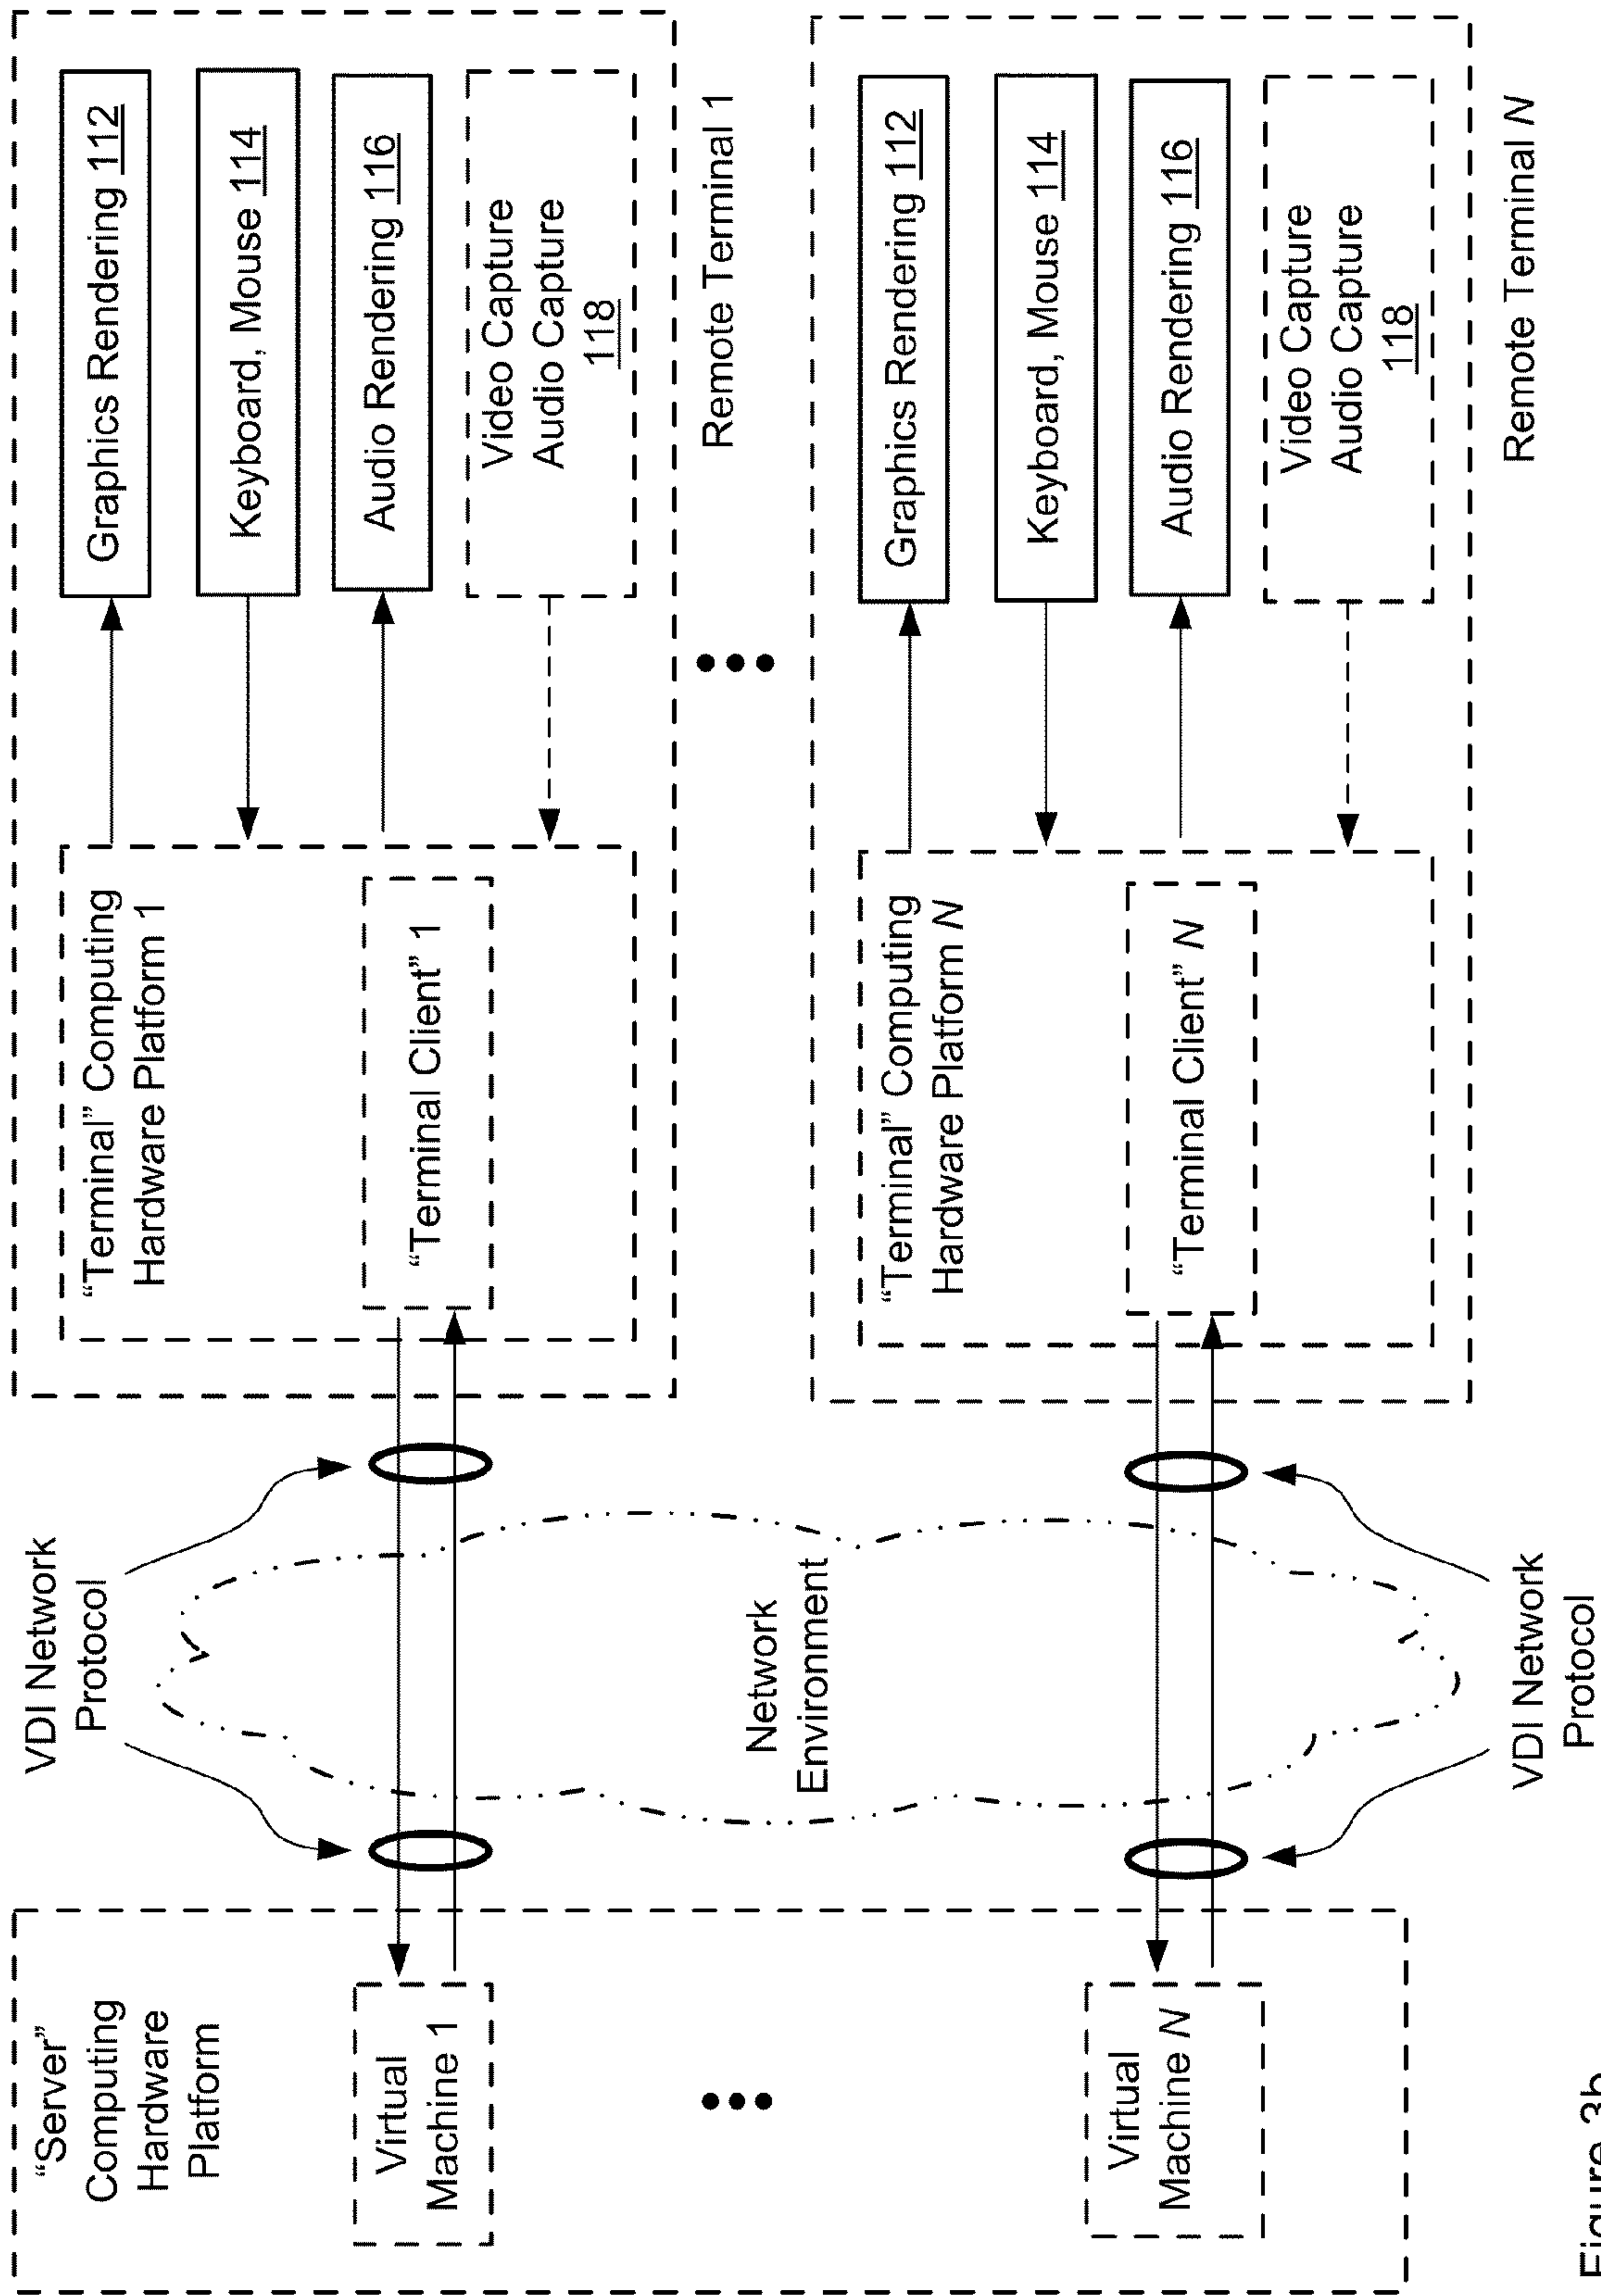 “Server”
Computing
Hardware
Platform
Virtual
Machine 1
Virtual
Machine N
VDI Network
Protocol
Network
Environment
VDI Network
Protocol
“Terminal” Computing
Hardware Platform 1
“Terminal Client” 1
Graphics Rendering 112
Keyboard, Mouse 114
Audio Rendering 116
Video Capture
Audio Capture
118
Remote Terminal 1
“Terminal” Computing
Hardware Platform N
“Terminal Client” N
Graphics Rendering 112
Keyboard, Mouse 114
Audio Rendering 116
Video Capture
Audio Capture
118
Remote Terminal N
Figure 3b